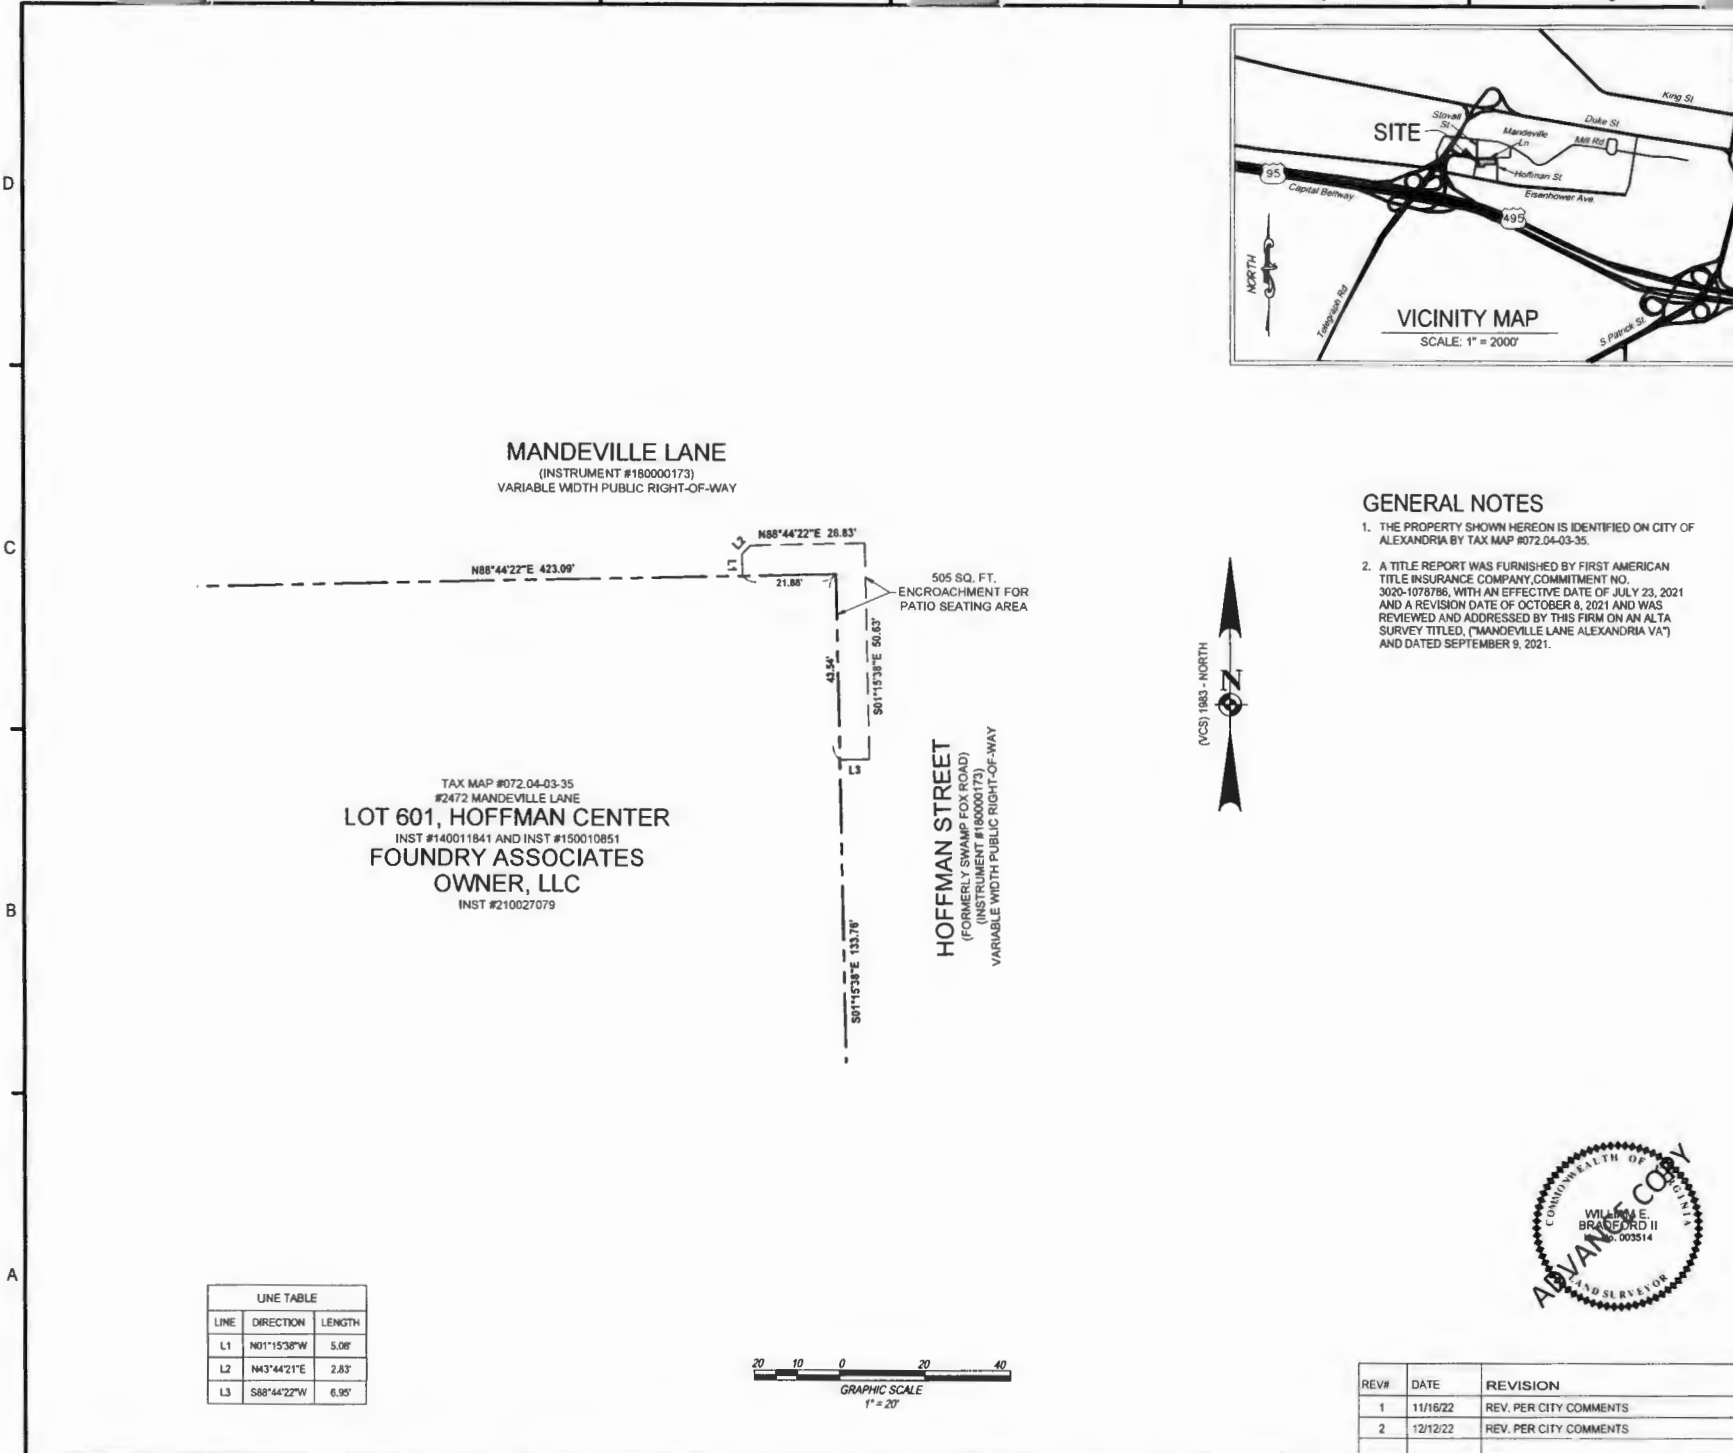 D
C
B
A
King St
Duke St
Stovall
St
SITE
Mandeville
Ln
Mill Rd
Hoffman St
Eisenhower Ave.
95
Capital Beltway
495
NORTH
Telegraph Rd
S Patrick St.
VICINITY MAP
SCALE: 1" = 2000'
MANDEVILLE LANE
(INSTRUMENT #180000173)
VARIABLE WIDTH PUBLIC RIGHT-OF-WAY
N88°44'22"E 26.83'
L2
L1
N88°44'22"E 423.09'
21.88'
505 SQ. FT.
ENCROACHMENT FOR
PATIO SEATING AREA
43.54'
S01°15'38"E 50.63'
L3
HOFFMAN STREET
(FORMERLY SWAMP FOX ROAD)
(INSTRUMENT #180000173)
VARIABLE WIDTH PUBLIC RIGHT-OF-WAY
S01°15'38"E 133.76'
TAX MAP #072.04-03-35
#2472 MANDEVILLE LANE
LOT 601, HOFFMAN CENTER
INST #140011841 AND INST #150010851
FOUNDRY ASSOCIATES
OWNER, LLC
INST #210027079
(VCS) 1983 - NORTH
N
GENERAL NOTES
1. THE PROPERTY SHOWN HEREON IS IDENTIFIED ON CITY OF
ALEXANDRIA BY TAX MAP #072.04-03-35.
2. A TITLE REPORT WAS FURNISHED BY FIRST AMERICAN
TITLE INSURANCE COMPANY,COMMITMENT NO.
3020-1078786, WITH AN EFFECTIVE DATE OF JULY 23, 2021
AND A REVISION DATE OF OCTOBER 8, 2021 AND WAS
REVIEWED AND ADDRESSED BY THIS FIRM ON AN ALTA
SURVEY TITLED, ("MANDEVILLE LANE ALEXANDRIA VA")
AND DATED SEPTEMBER 9, 2021.
COMMONWEALTH OF VIRGINIA
WILLIAM E.
BRADFORD II
No. 003514
LAND SURVEYOR
ADVANCE COPY
LINE TABLE
LINE DIRECTION LENGTH
L1 N01°15'38"W 5.08'
L2 N43°44'21"E 2.83'
L3 S88°44'22"W 6.95'
20 10 0 20 40
GRAPHIC SCALE
1" = 20'
REV# DATE REVISION
1 11/16/22 REV. PER CITY COMMENTS
2 12/12/22 REV. PER CITY COMMENTS